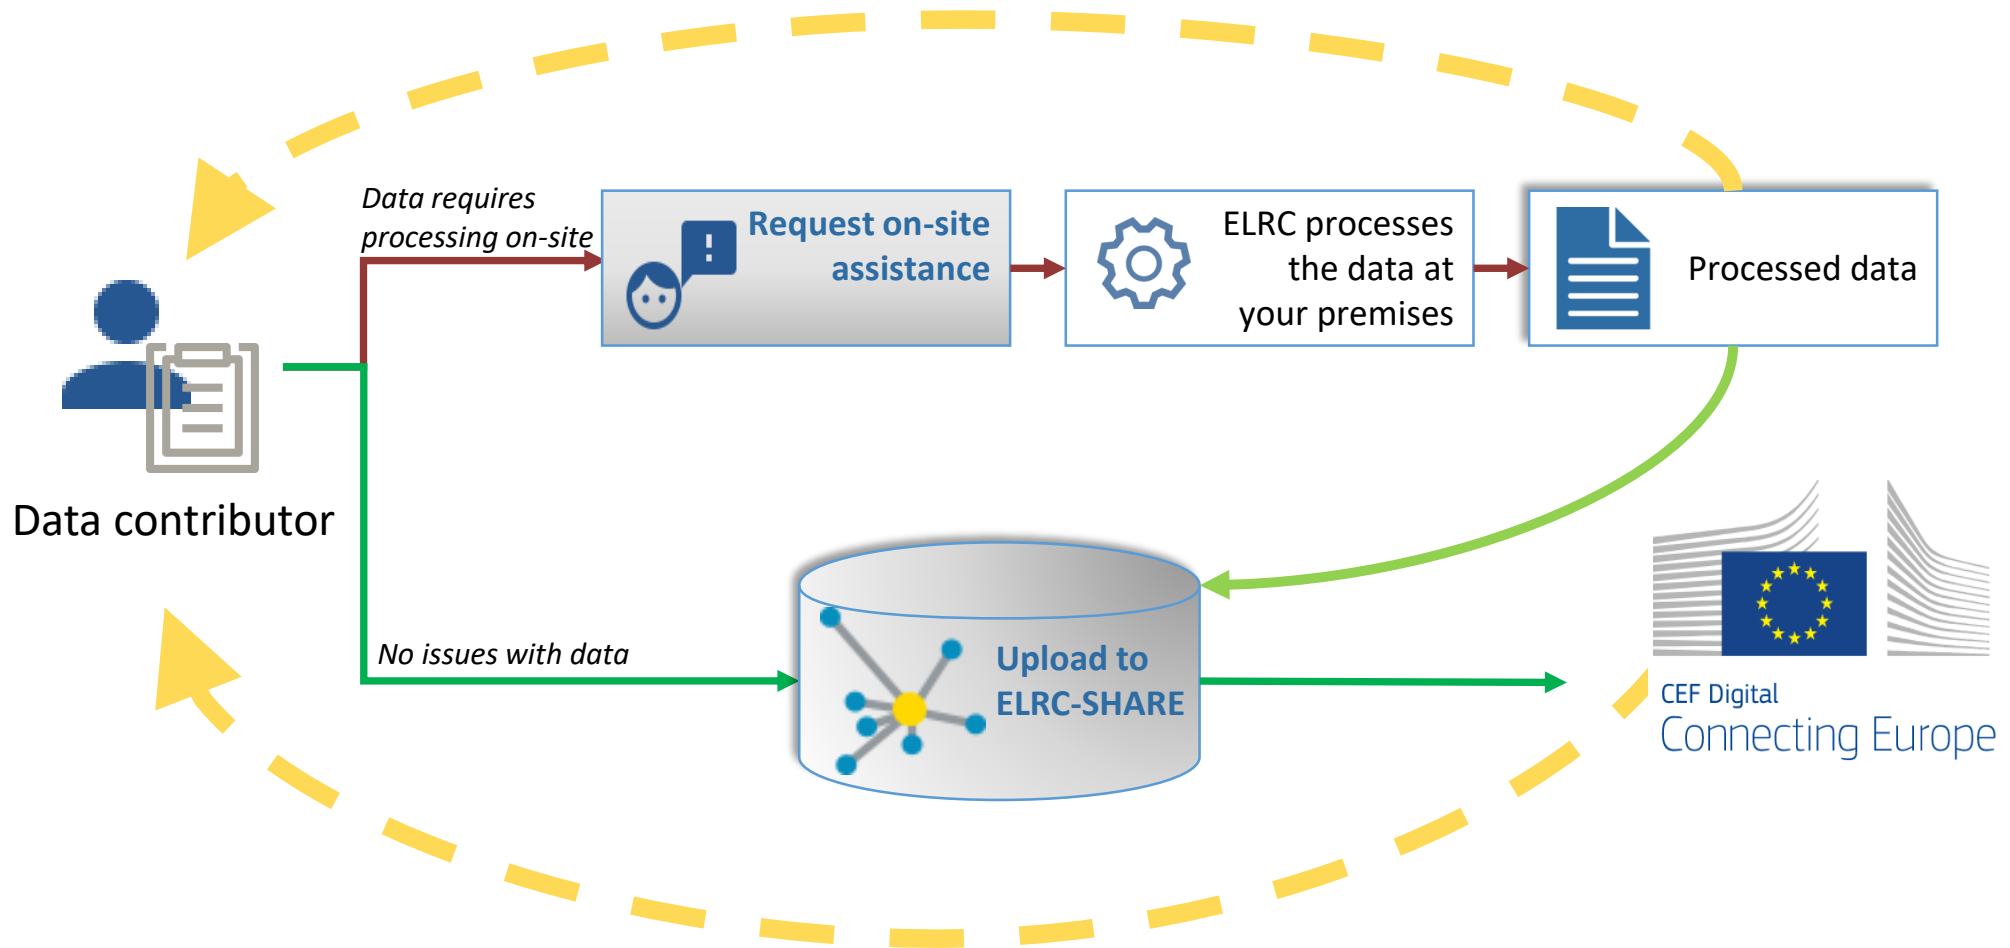 Data requires
processing on-site
Request on-site
assistance
ELRC processes
the data at
your premises
Processed data
Data contributor
No issues with data
Upload to
ELRC-SHARE
CEF Digital
Connecting Europe